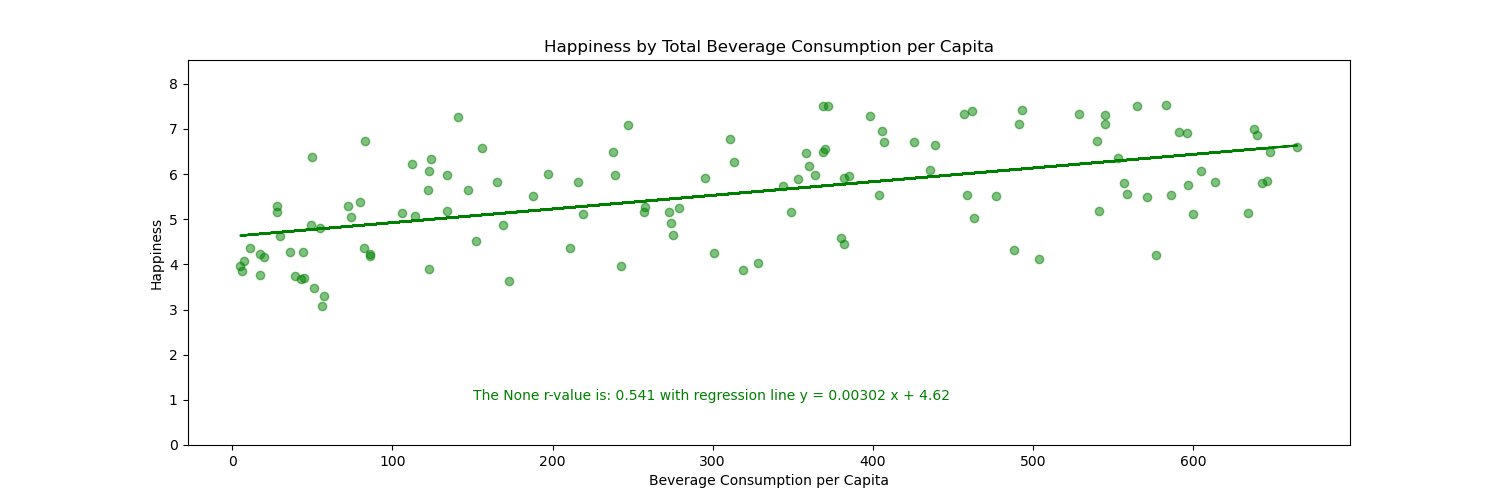 Happiness by Total Beverage Consumption per Capita
8
7
6
5
4
3
2
1
0
Happiness
The None r-value is: 0.541 with regression line y = 0.00302 x + 4.62
0 100 200 300 400 500 600
Beverage Consumption per Capita